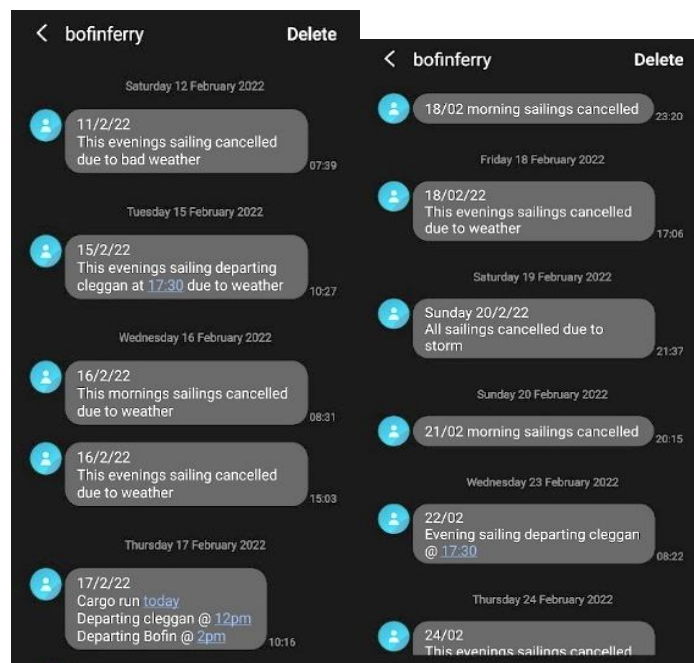 bofinferry
Delete
Saturday 12 February 2022
11/2/22
This evenings sailing cancelled
due to bad weather
07:39
Tuesday 15 February 2022
15/2/22
This evenings sailing departing
cleggan at 17:30 due to weather
10:27
Wednesday 16 February 2022
16/2/22
This mornings sailings cancelled
due to weather
08:31
16/2/22
This evenings sailing cancelled
due to weather
15:03
Thursday 17 February 2022
17/2/22
Cargo run today
Departing cleggan @ 12pm
Departing Bofin @ 2pm
10:16
bofinferry
Delete
18/02 morning sailings cancelled
23:20
Friday 18 February 2022
18/02/22
This evenings sailings cancelled
due to weather
17:06
Saturday 19 February 2022
Sunday 20/2/22
All sailings cancelled due to
storm
21:37
Sunday 20 February 2022
21/02 morning sailings cancelled
20:15
Wednesday 23 February 2022
22/02
Evening sailing departing cleggan
@ 17:30
08:22
Thursday 24 February 2022
24/02
This evenings sailings cancelled